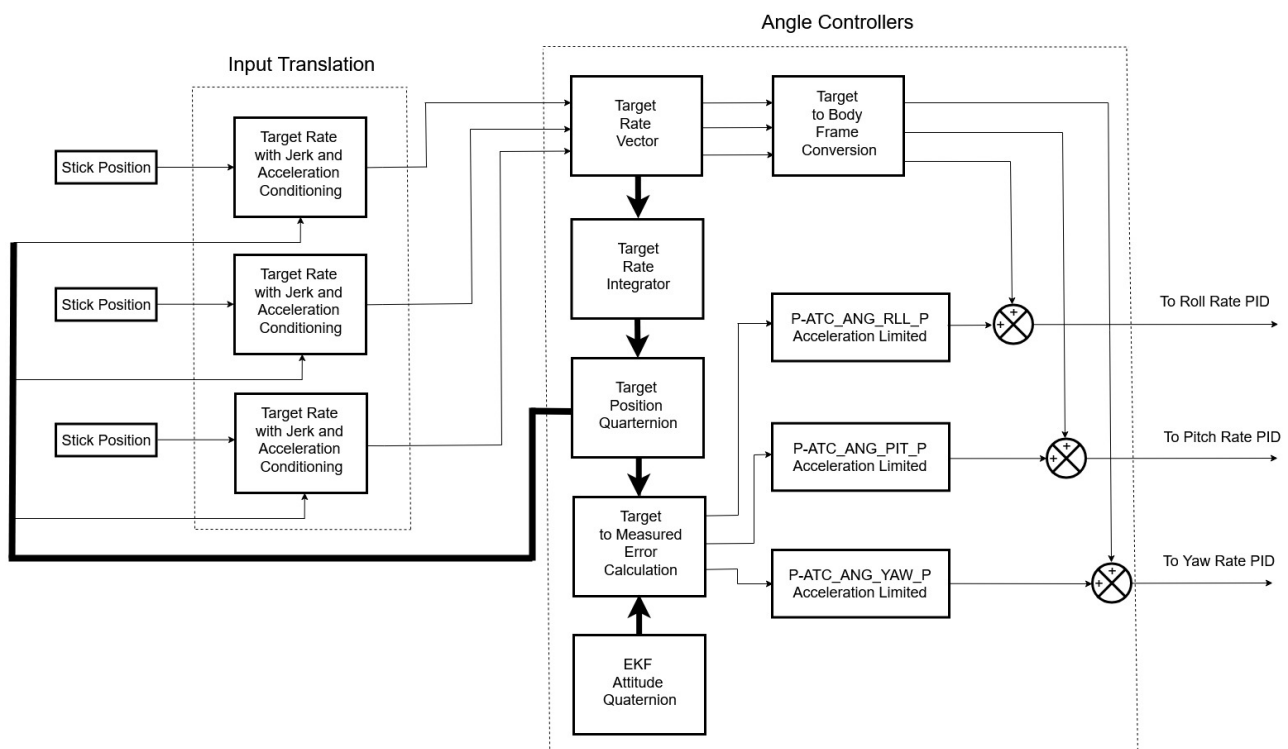 Angle Controllers
Input Translation
Stick Position
Target Rate
with Jerk and
Acceleration
Conditioning
Stick Position
Target Rate
with Jerk and
Acceleration
Conditioning
Stick Position
Target Rate
with Jerk and
Acceleration
Conditioning
Target
Rate
Vector
Target
to Body
Frame
Conversion
Target
Rate
Integrator
Target
Position
Quarternion
Target
to Measured
Error
Calculation
EKF
Attitude
Quaternion
P-ATC_ANG_RLL_P
Acceleration Limited
+
+
To Roll Rate PID
P-ATC_ANG_PIT_P
Acceleration Limited
+
+
To Pitch Rate PID
P-ATC_ANG_YAW_P
Acceleration Limited
+
+
To Yaw Rate PID